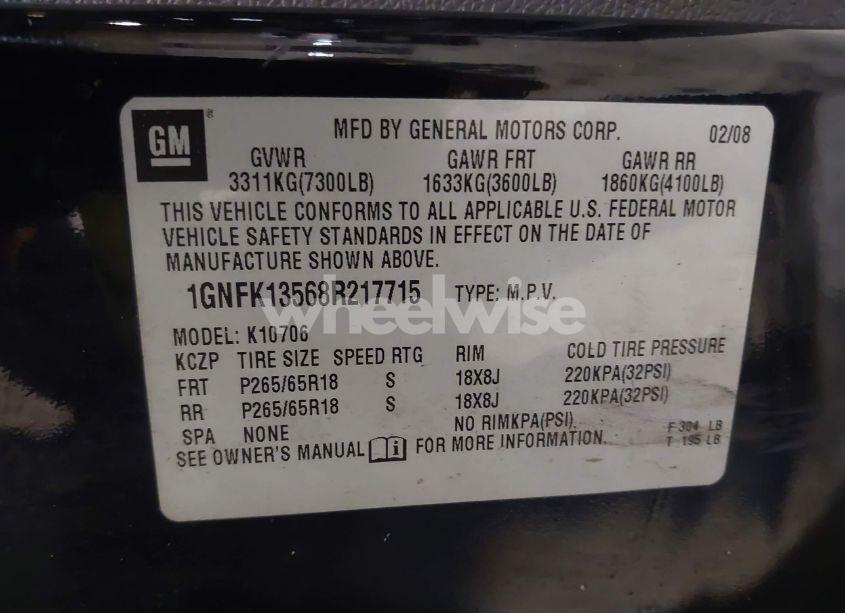 GM ® MFD BY GENERAL MOTORS CORP. 02/08
GVWR GAWR FRT GAWR RR
3311KG(7300LB) 1633KG(3600LB) 1860KG(4100LB)
THIS VEHICLE CONFORMS TO ALL APPLICABLE U.S. FEDERAL MOTOR
VEHICLE SAFETY STANDARDS IN EFFECT ON THE DATE OF
MANUFACTURE SHOWN ABOVE.
1GNFK13568R217715 TYPE: M.P.V.
wheelwise
MODEL: K10706
KCZP TIRE SIZE SPEED RTG RIM COLD TIRE PRESSURE
FRT P265/65R18 S 18X8J 220KPA(32PSI)
RR P265/65R18 S 18X8J 220KPA(32PSI)
SPA NONE NO RIMKPA(PSI)
SEE OWNER'S MANUAL i FOR MORE INFORMATION.
F 304 LB
T 195 LB